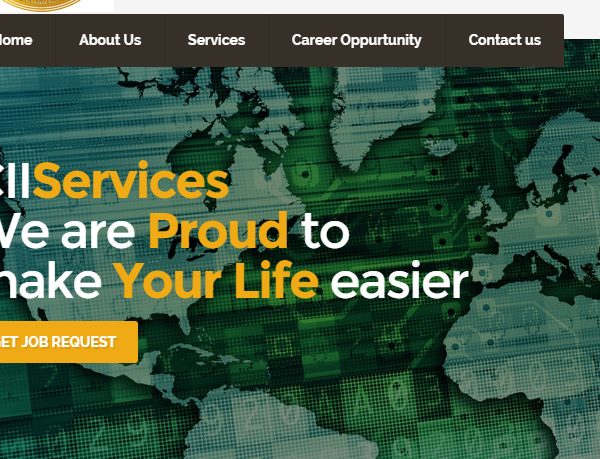 Home About Us Services Career Oppurtunity Contact us
CIIServices
We are Proud to
make Your Life easier
GET JOB REQUEST